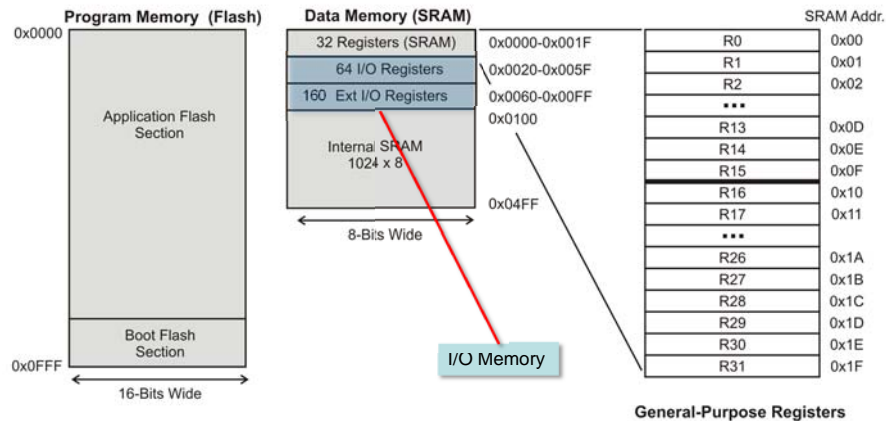 Program Memory (Flash)
0x0000
Application Flash
Section
Boot Flash
Section
0x0FFF
16-Bits Wide
Data Memory (SRAM)
32 Registers (SRAM)
0x0000-0x001F
64 I/O Registers
0x0020-0x005F
160 Ext I/O Registers
0x0060-0x00FF
0x0100
Internal SRAM
1024 x 8
0x04FF
8-Bits Wide
I/O Memory
SRAM Addr.
R0 0x00
R1 0x01
R2 0x02
...
R13 0x0D
R14 0x0E
R15 0x0F
R16 0x10
R17 0x11
...
R26 0x1A
R27 0x1B
R28 0x1C
R29 0x1D
R30 0x1E
R31 0x1F
General-Purpose Registers